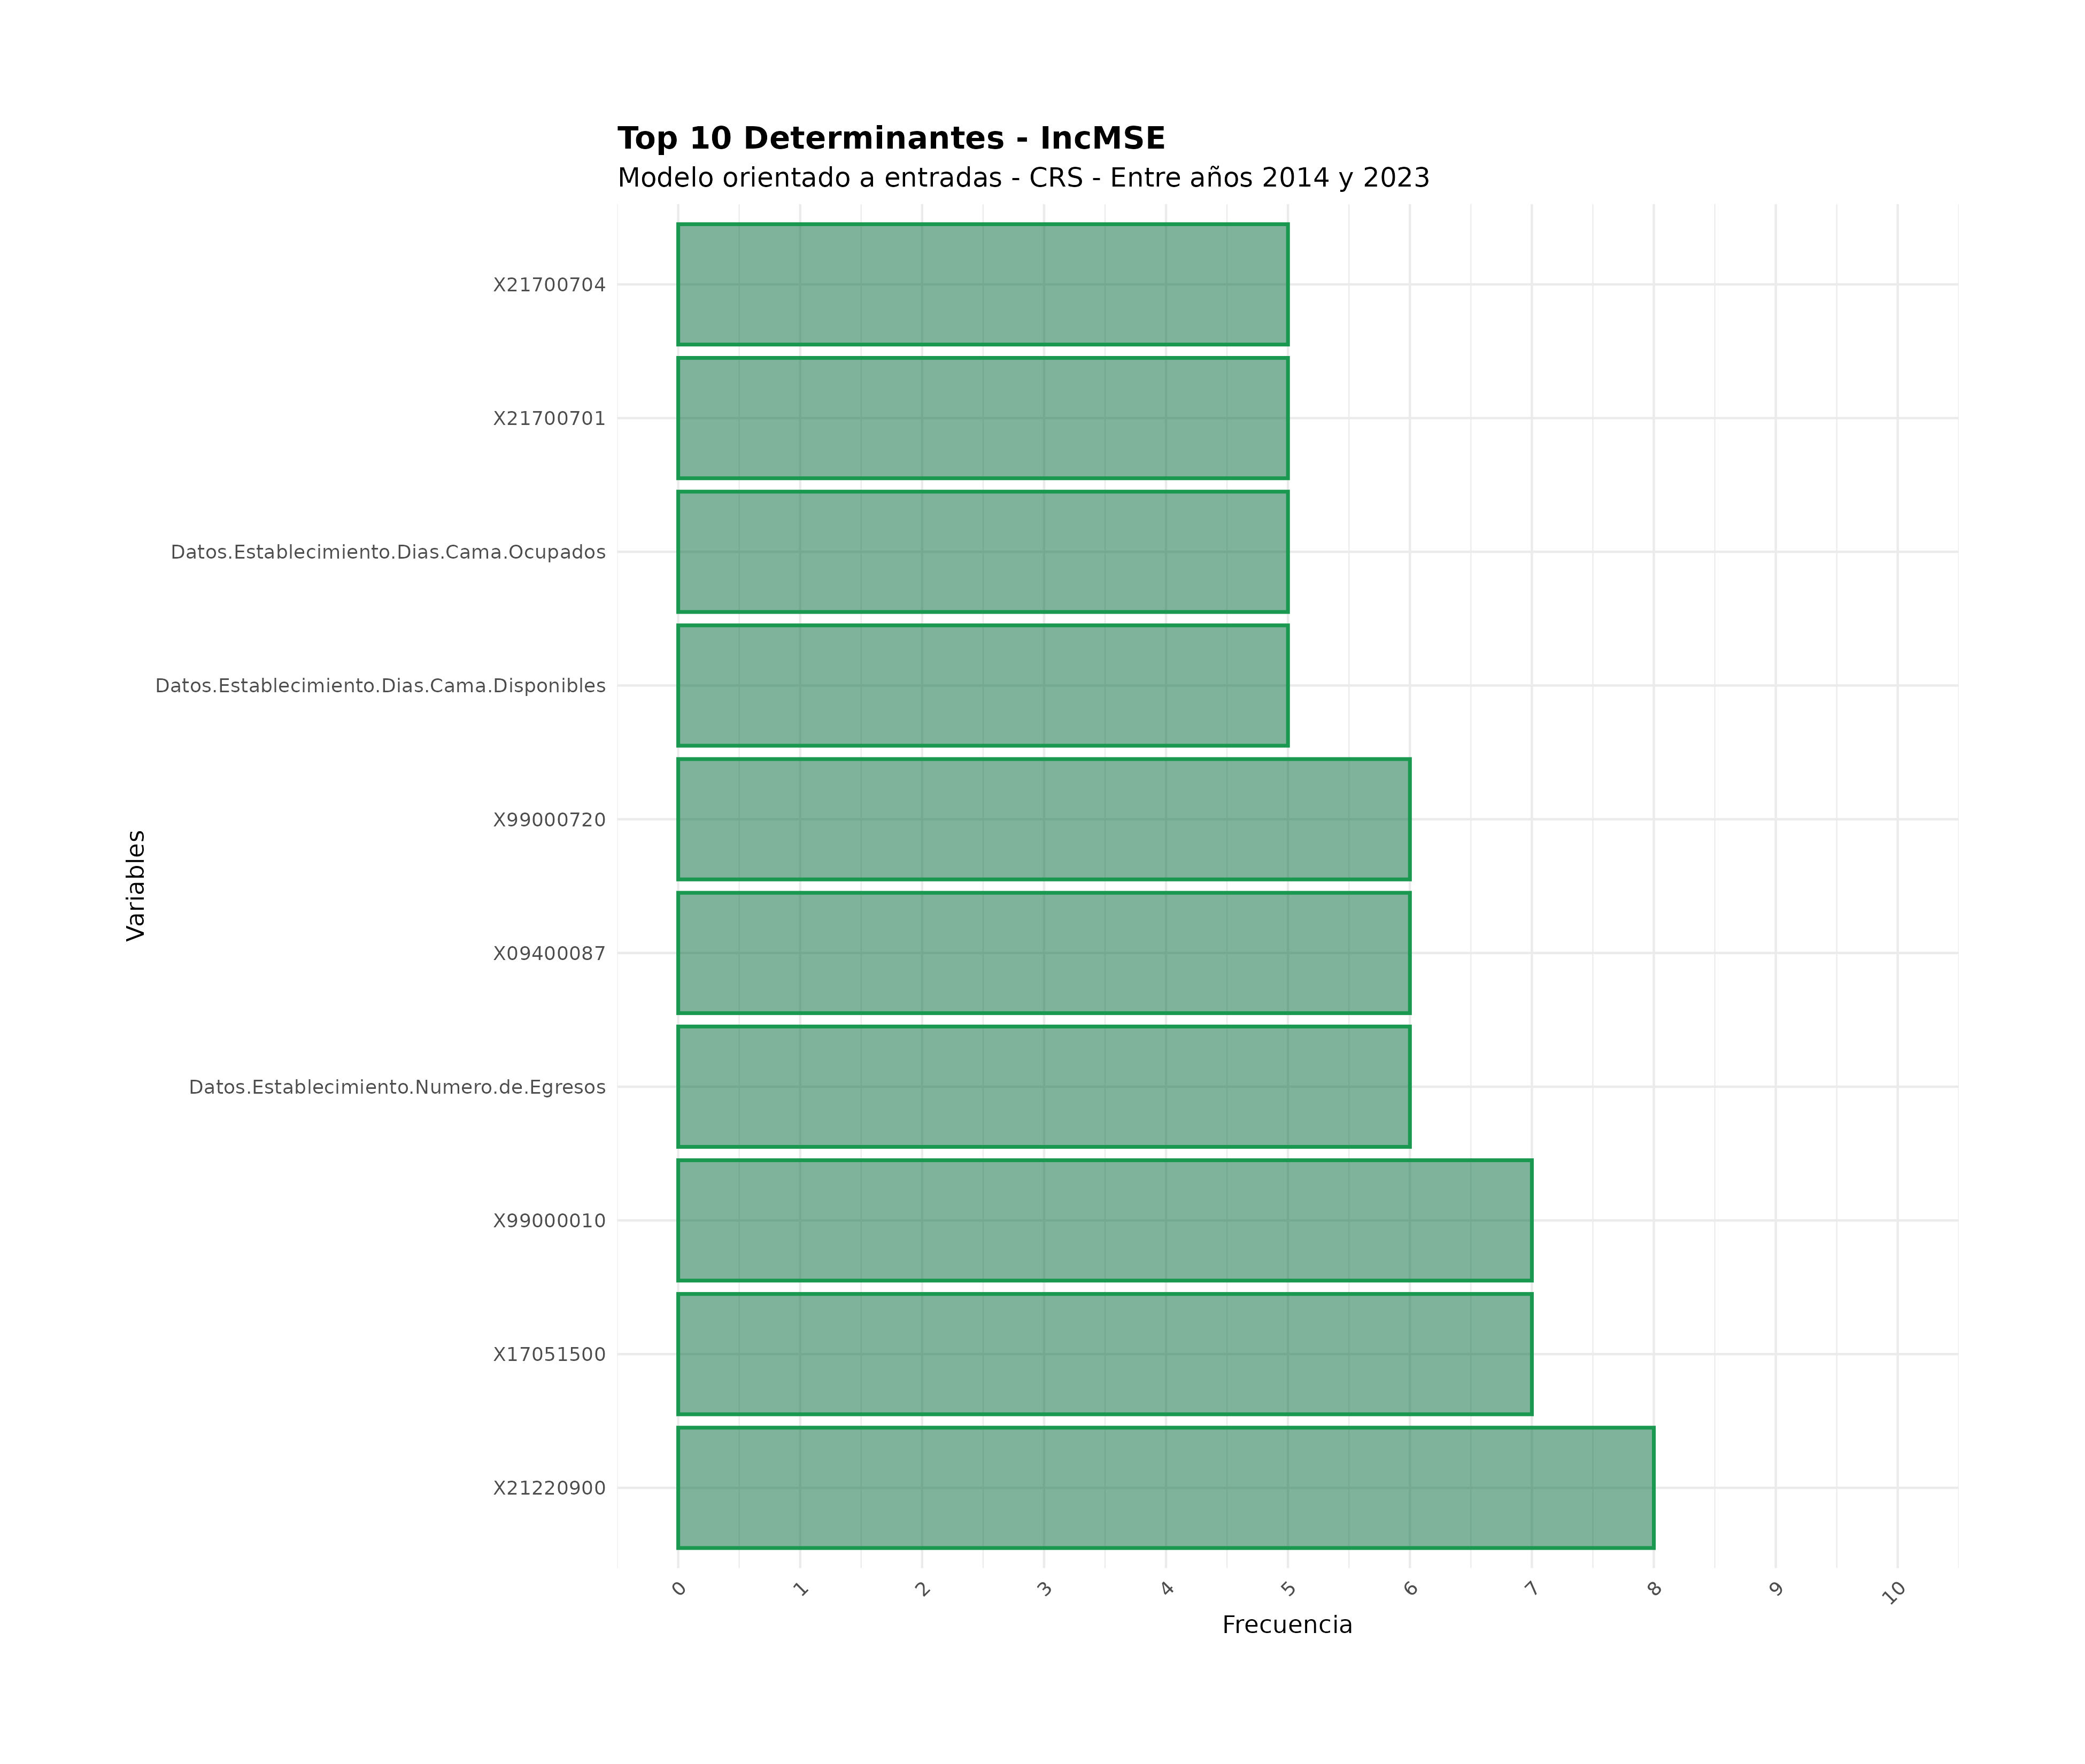 Top 10 Determinantes - IncMSE
Modelo orientado a entradas - CRS - Entre años 2014 y 2023
Variables
X21700704
X21700701
Datos.Establecimiento.Dias.Cama.Ocupados
Datos.Establecimiento.Dias.Cama.Disponibles
X99000720
X09400087
Datos.Establecimiento.Numero.de.Egresos
X99000010
X17051500
X21220900
0 1 2 3 4 5 6 7 8 9 10
Frecuencia